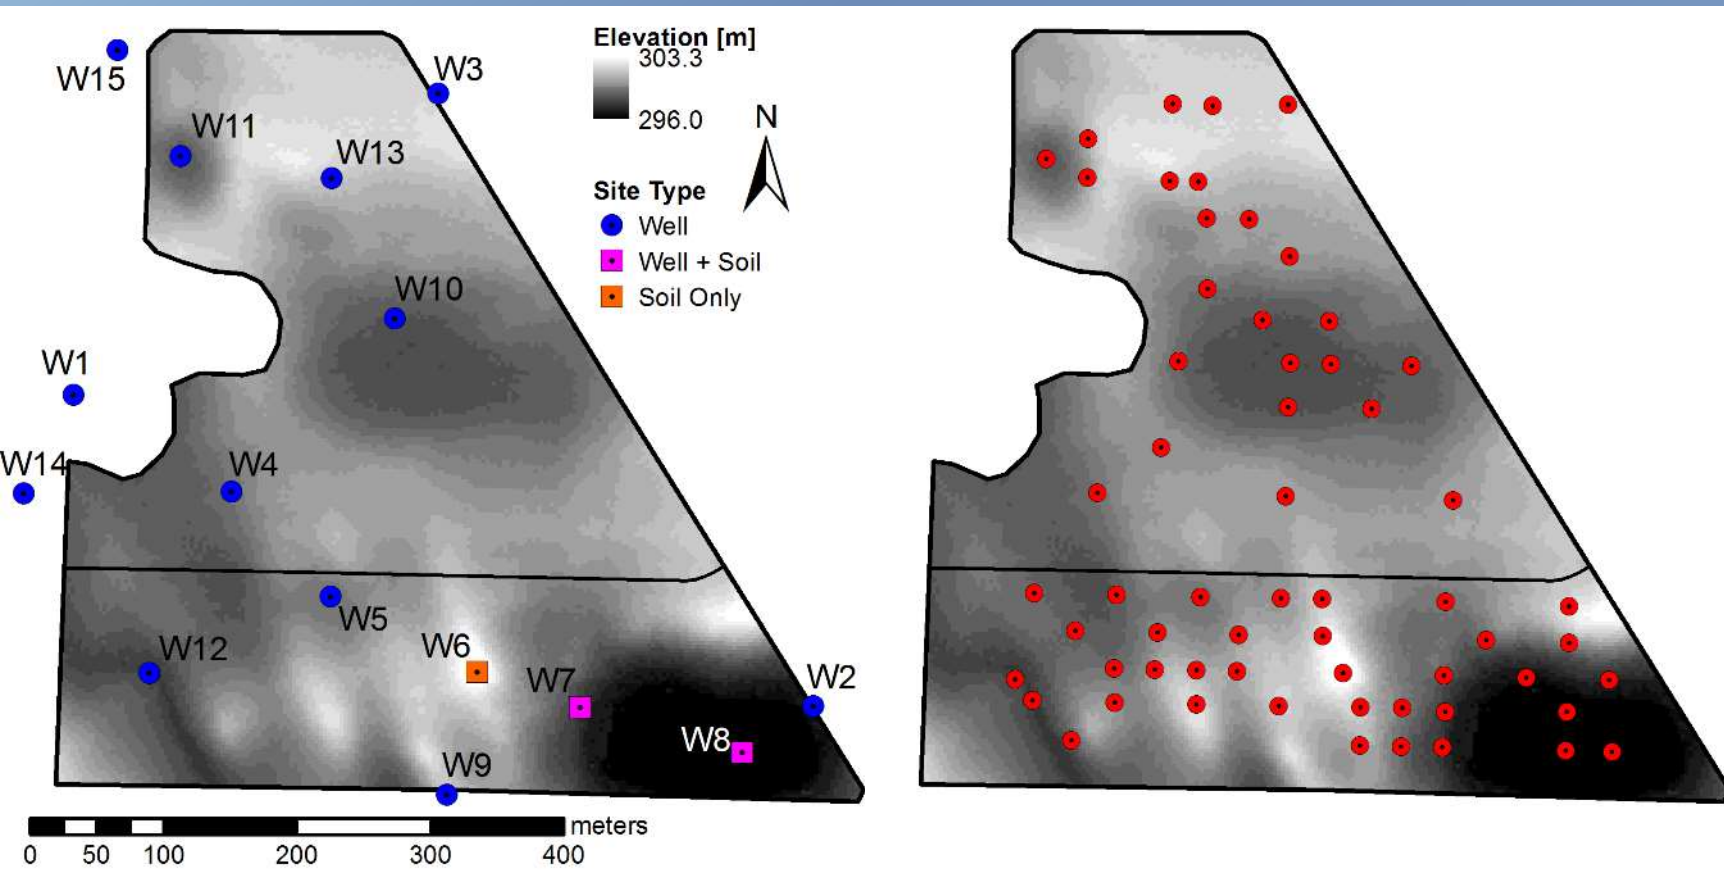 W15
W3
W11
W13
W10
W1
W14
W4
W5
W6
W12
W7
W2
W8
W9
Elevation [m]
303.3
296.0
N
Site Type
Well
Well + Soil
Soil Only
meters
0 50 100 200 300 400